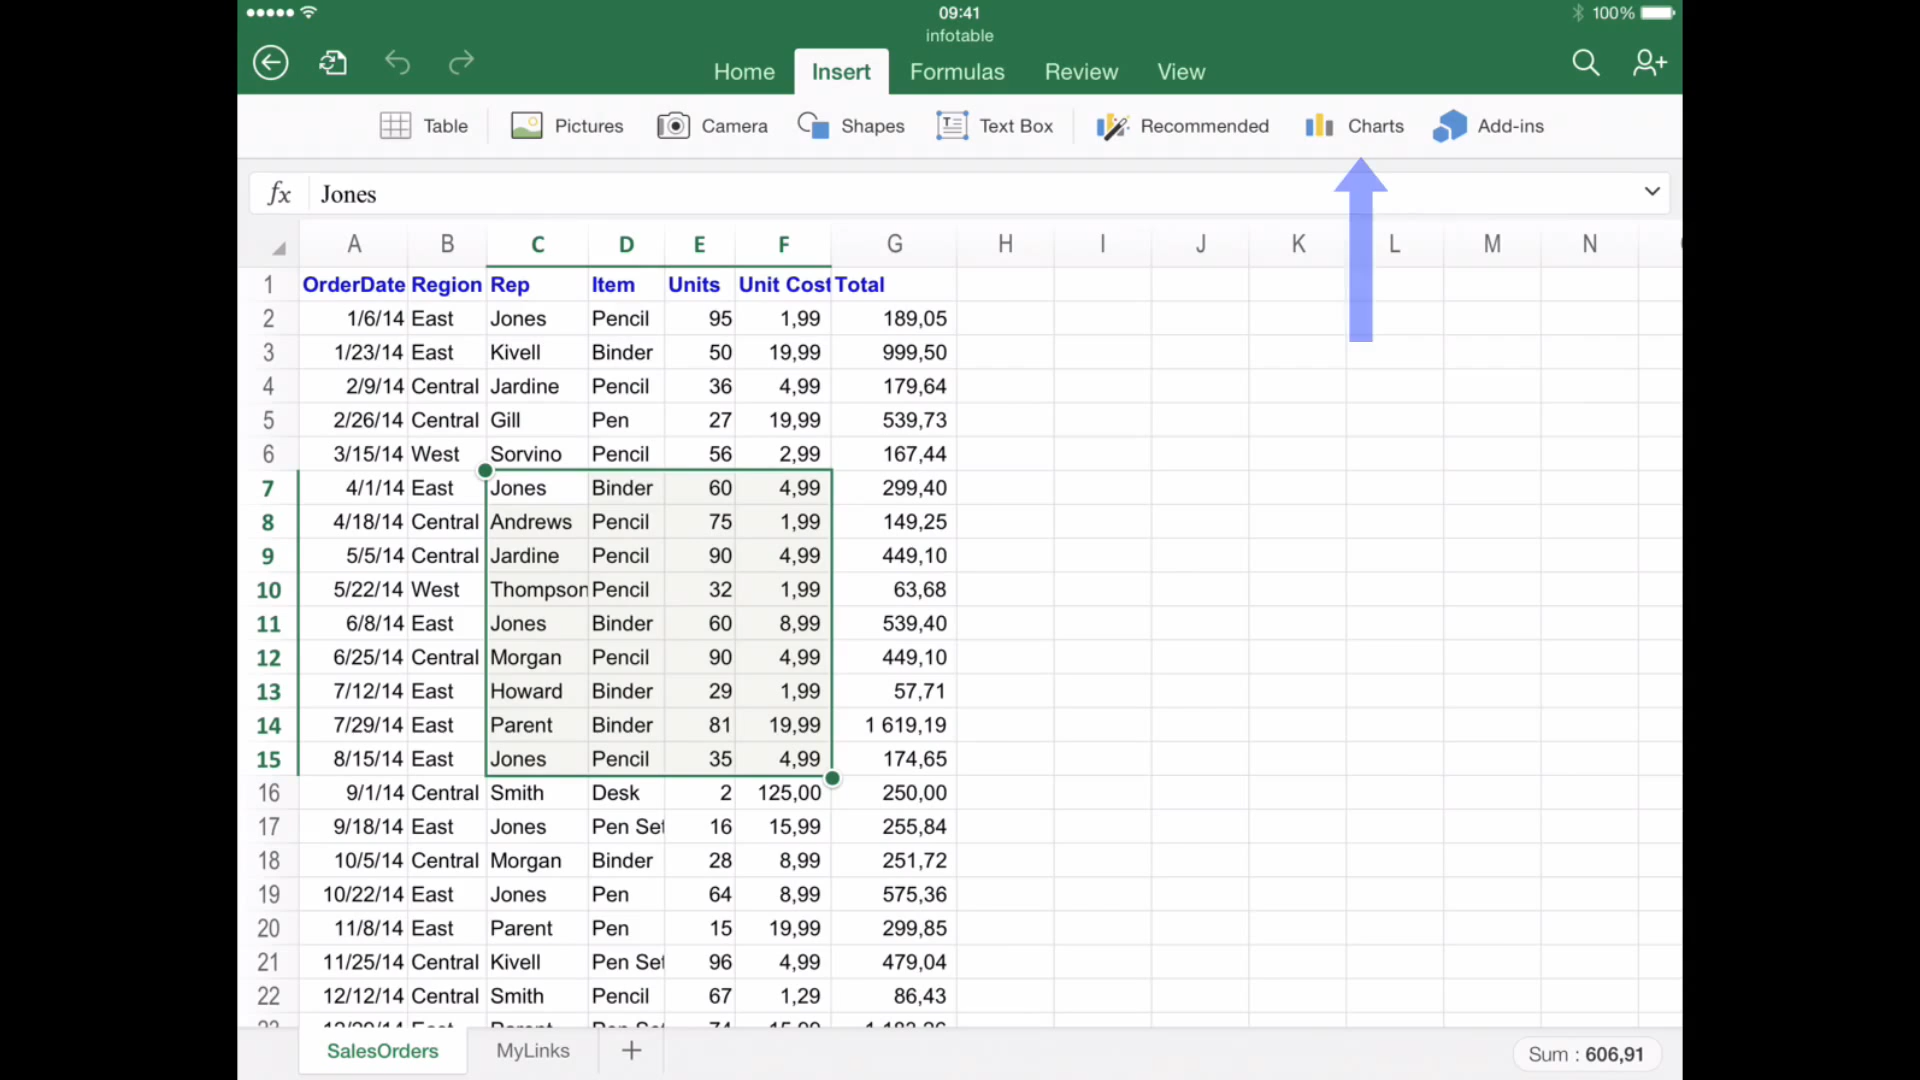 09:41
100%
infotable
Home Insert Formulas Review View
Table Pictures Camera Shapes Text Box Recommended Charts Add-ins
fx Jones
A B C D E F G H I J K L M N
1 OrderDate Region Rep Item Units Unit Cost Total
2 1/6/14 East Jones Pencil 95 1,99 189,05
3 1/23/14 East Kivell Binder 50 19,99 999,50
4 2/9/14 Central Jardine Pencil 36 4,99 179,64
5 2/26/14 Central Gill Pen 27 19,99 539,73
6 3/15/14 West Sorvino Pencil 56 2,99 167,44
7 4/1/14 East Jones Binder 60 4,99 299,40
8 4/18/14 Central Andrews Pencil 75 1,99 149,25
9 5/5/14 Central Jardine Pencil 90 4,99 449,10
10 5/22/14 West Thompson Pencil 32 1,99 63,68
11 6/8/14 East Jones Binder 60 8,99 539,40
12 6/25/14 Central Morgan Pencil 90 4,99 449,10
13 7/12/14 East Howard Binder 29 1,99 57,71
14 7/29/14 East Parent Binder 81 19,99 1 619,19
15 8/15/14 East Jones Pencil 35 4,99 174,65
16 9/1/14 Central Smith Desk 2 125,00 250,00
17 9/18/14 East Jones Pen Set 16 15,99 255,84
18 10/5/14 Central Morgan Binder 28 8,99 251,72
19 10/22/14 East Jones Pen 64 8,99 575,36
20 11/8/14 East Parent Pen 15 19,99 299,85
21 11/25/14 Central Kivell Pen Set 96 4,99 479,04
22 12/12/14 Central Smith Pencil 67 1,29 86,43
SalesOrders MyLinks
Sum : 606,91